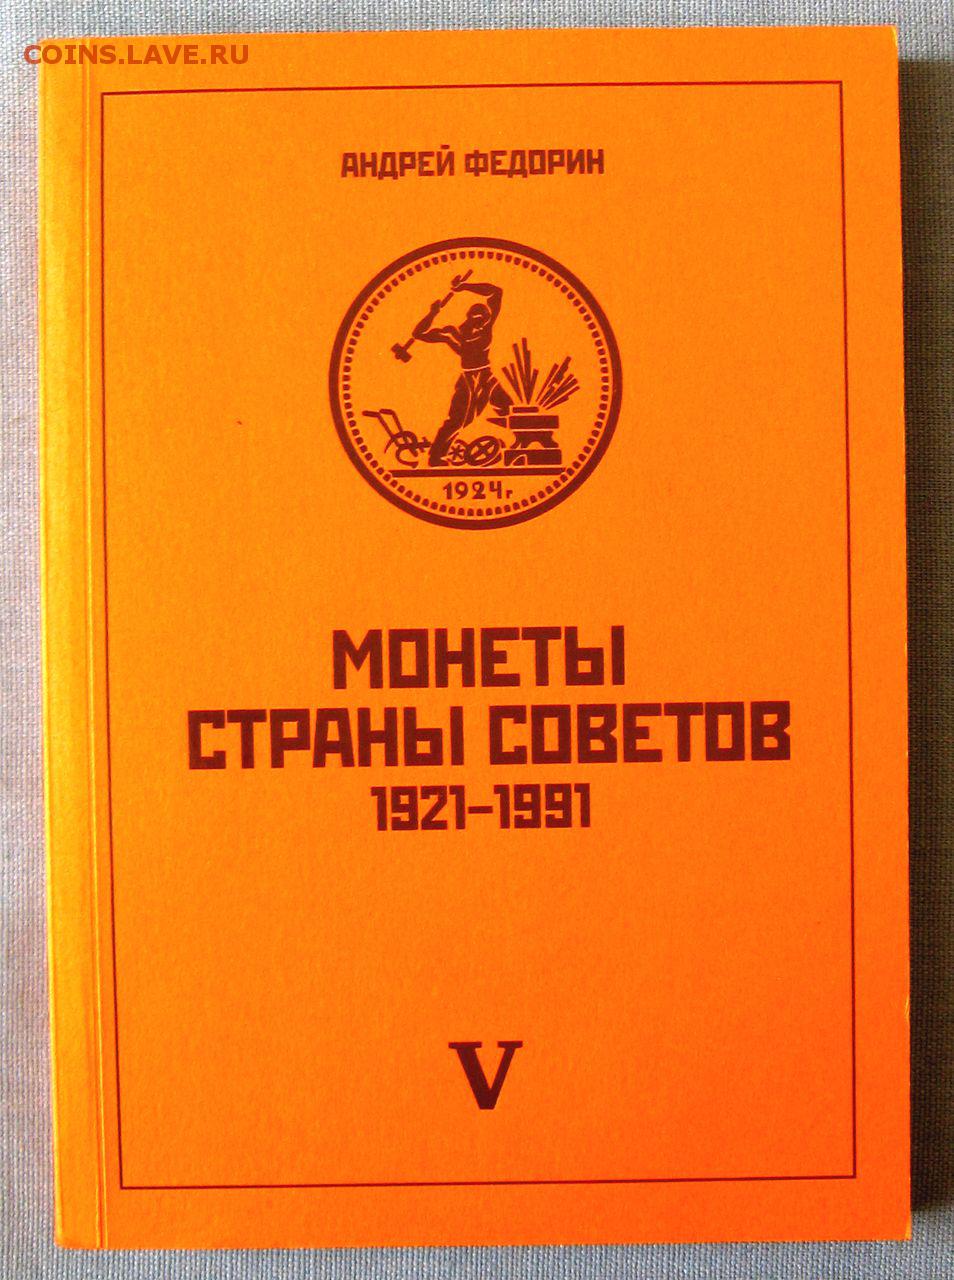 COINS.LAVE.RU
АНДРЕЙ ФЕДОРИН
1924г
МОНЕТЫ
СТРАНЫ СОВЕТОВ
1921-1991
V